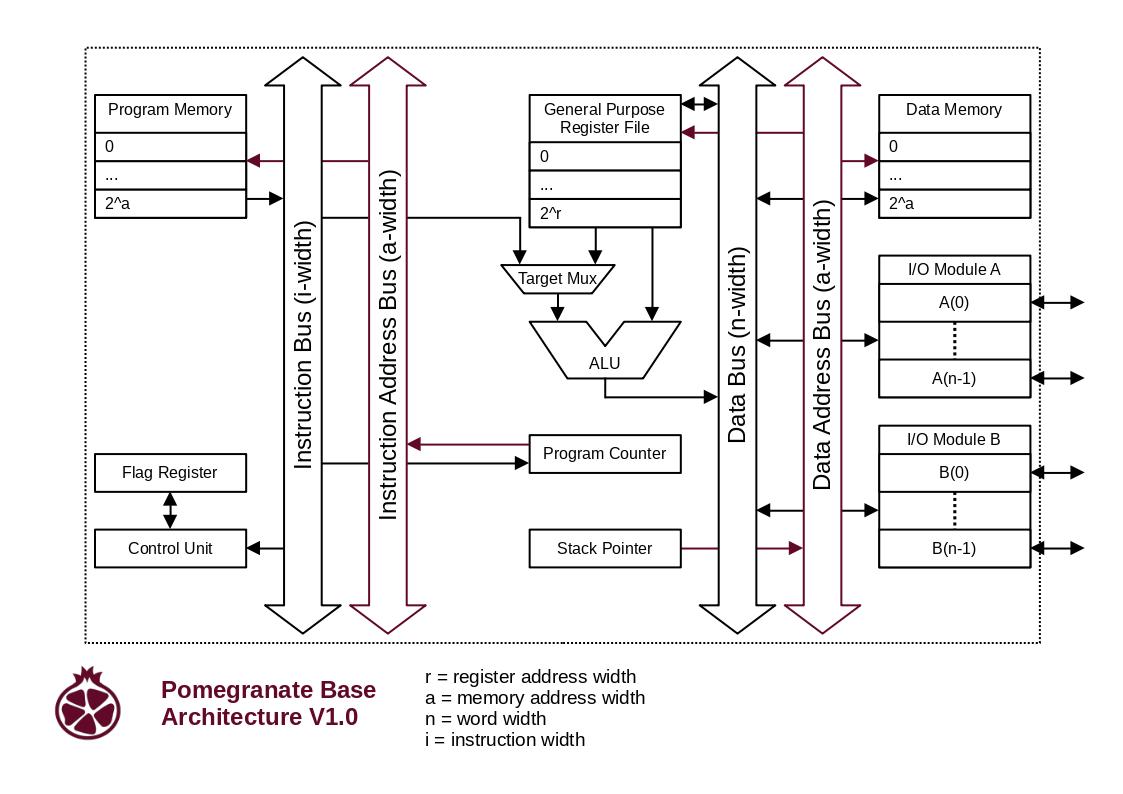 Program Memory
0
...
2^a
Instruction Bus (i-width)
Instruction Address Bus (a-width)
General Purpose
Register File
0
...
2^r
Target Mux
ALU
Data Bus (n-width)
Data Address Bus (a-width)
Data Memory
0
...
2^a
I/O Module A
A(0)
A(n-1)
Program Counter
I/O Module B
B(0)
B(n-1)
Flag Register
Control Unit
Stack Pointer
Pomegranate Base
Architecture V1.0
r = register address width
a = memory address width
n = word width
i = instruction width